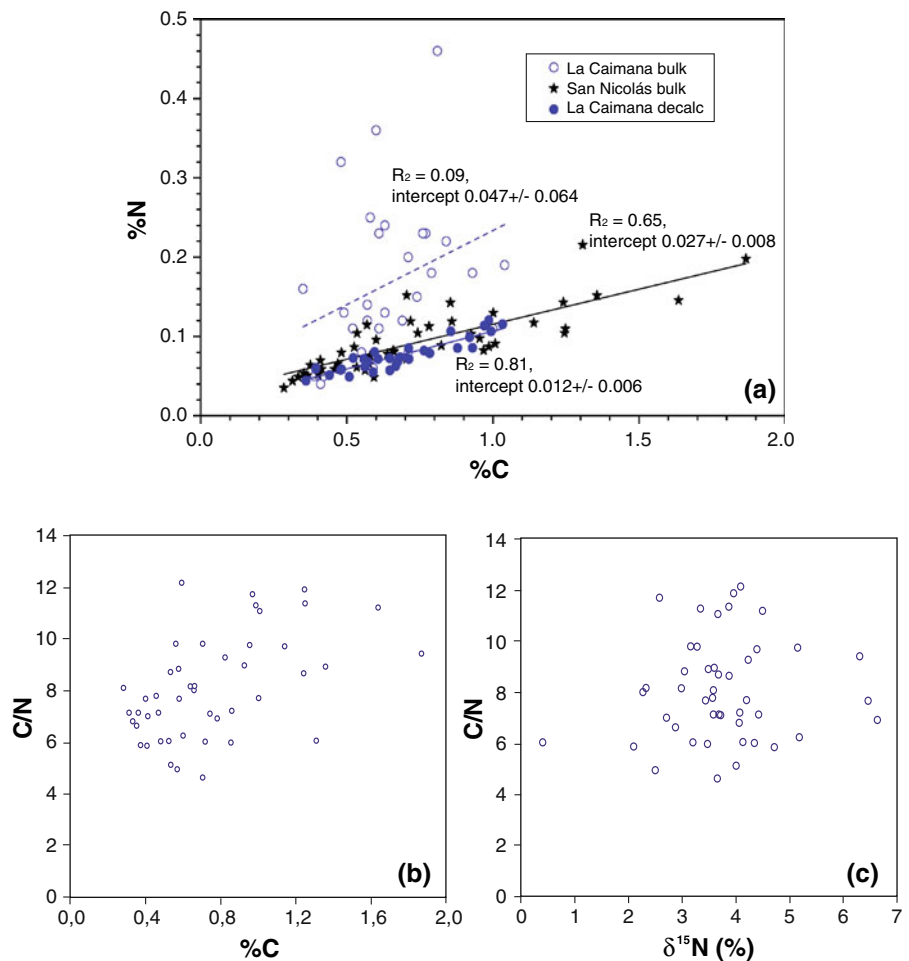 0.5
0.4
0.3
0.2
0.1
0.0
%N
La Caimana bulk
San Nicolás bulk
La Caimana decalc
R2 = 0.09,
intercept 0.047+/- 0.064
R2 = 0.65,
intercept 0.027+/- 0.008
R2 = 0.81,
intercept 0.012+/- 0.006
(a)
0.0 0.5 1.0 1.5 2.0
%C
14
12
10
8
6
4
2
0
C/N
(b)
0,0 0,4 0,8 1,2 1,6 2,0
%C
14
12
10
8
6
4
2
0
C/N
(c)
0 1 2 3 4 5 6 7
δ15N (%)